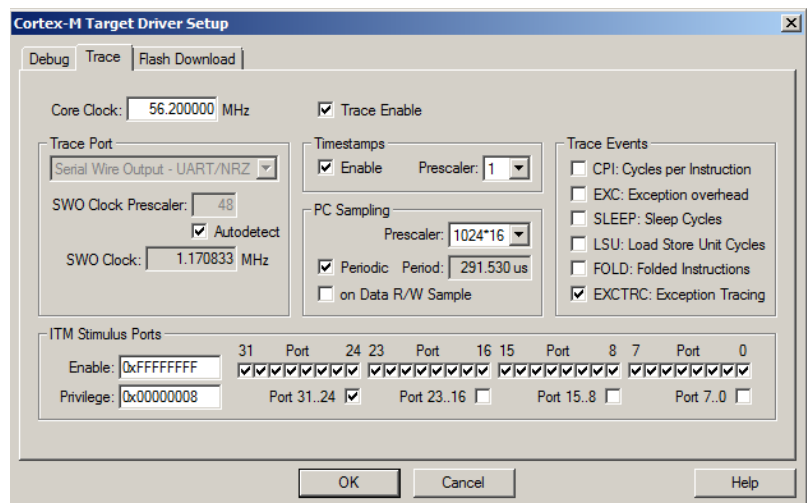 Cortex-M Target Driver Setup
Debug Trace Flash Download
Core Clock: 56.200000 MHz Trace Enable
Trace Port
Serial Wire Output - UART/NRZ
SWO Clock Prescaler: 48
Autodetect
SWO Clock: 1.170833 MHz
Timestamps
Enable Prescaler: 1
PC Sampling
Prescaler: 1024*16
Periodic Period: 291.530 us
on Data R/W Sample
Trace Events
CPI: Cycles per Instruction
EXC: Exception overhead
SLEEP: Sleep Cycles
LSU: Load Store Unit Cycles
FOLD: Folded Instructions
EXCTRC: Exception Tracing
ITM Stimulus Ports
31 Port 24 23 Port 16 15 Port 8 7 Port 0
Enable: 0xFFFFFFFF
Privilege: 0x00000008 Port 31..24 Port 23..16 Port 15..8 Port 7..0
OK Cancel Help